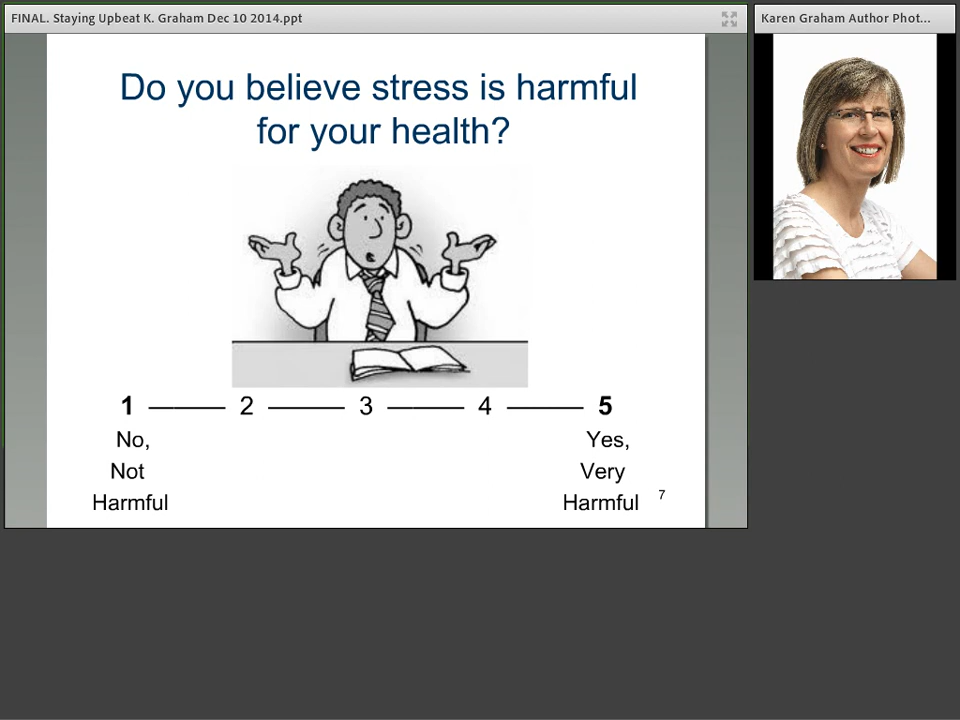 FINAL. Staying Upbeat K. Graham Dec 10 2014.ppt
Karen Graham Author Phot...
Do you believe stress is harmful
for your health?
1 ——— 2 ——— 3 ——— 4 ——— 5
No, Yes,
Not Very
Harmful Harmful
7